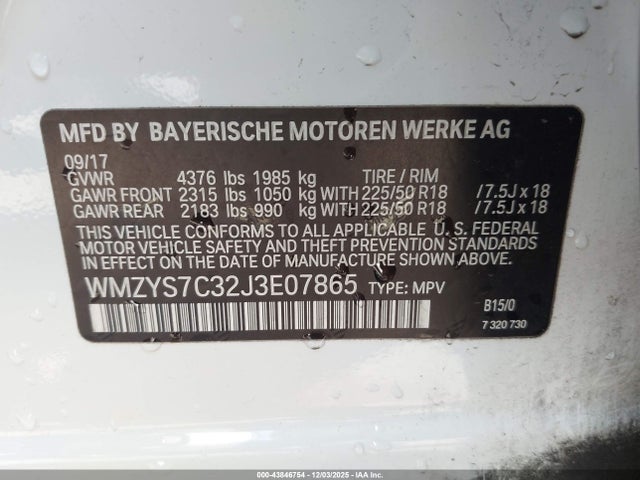 MFD BY BAYERISCHE MOTOREN WERKE AG
09/17
GVWR 4376 lbs 1985 kg TIRE / RIM
GAWR FRONT 2315 lbs 1050 kg WITH 225/50 R18 /7.5J x 18
GAWR REAR 2183 lbs 990 kg WITH 225/50 R18 /7.5J x 18
THIS VEHICLE CONFORMS TO ALL APPLICABLE U. S. FEDERAL
MOTOR VEHICLE SAFETY AND THEFT PREVENTION STANDARDS
IN EFFECT ON THE DATE OF MANUFACTURE SHOWN ABOVE.
WMZYS7C32J3E07865 TYPE: MPV
B15/0
7 320 730
000-43846754 - 12/03/2025 - IAAC